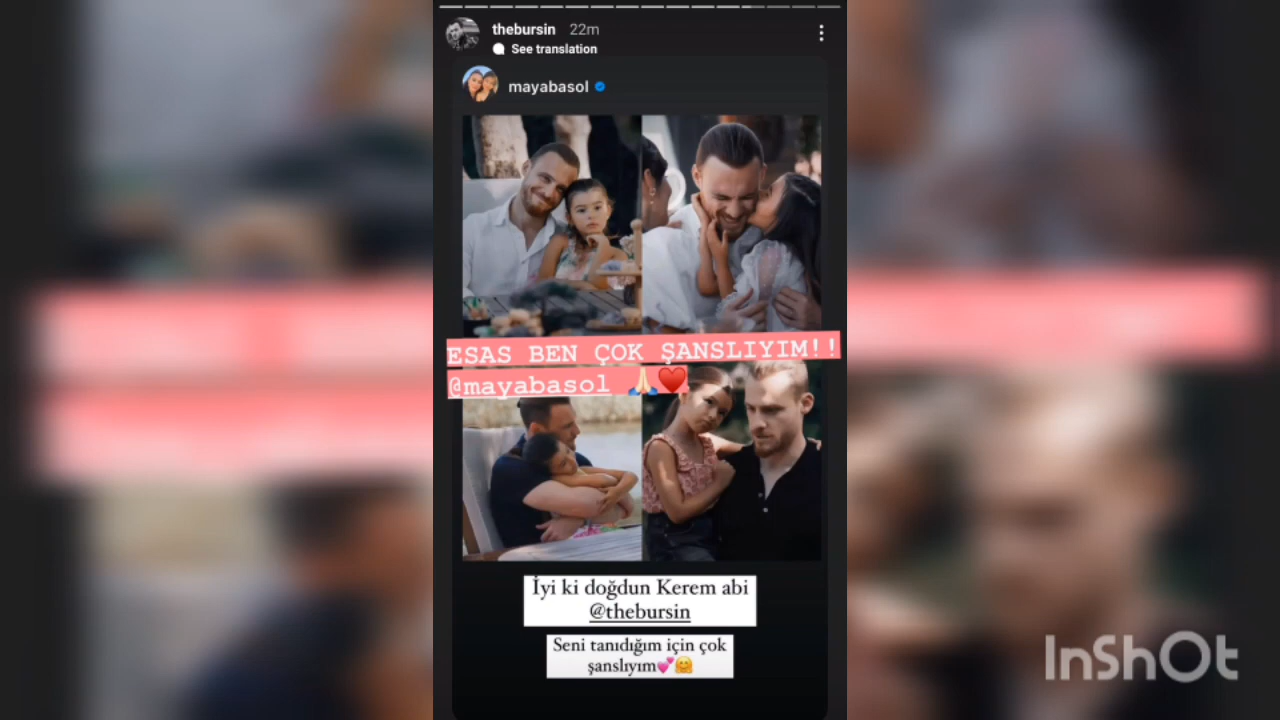 thebursin 22m
See translation
mayabasol
ESAS BEN ÇOK ŞANSLIYIM!!
@mayabasol 🙏🏻❤️
İyi ki doğdun Kerem abi
@thebursin
Seni tanıdığım için çok
şanslıyım💕🤗
InShOt